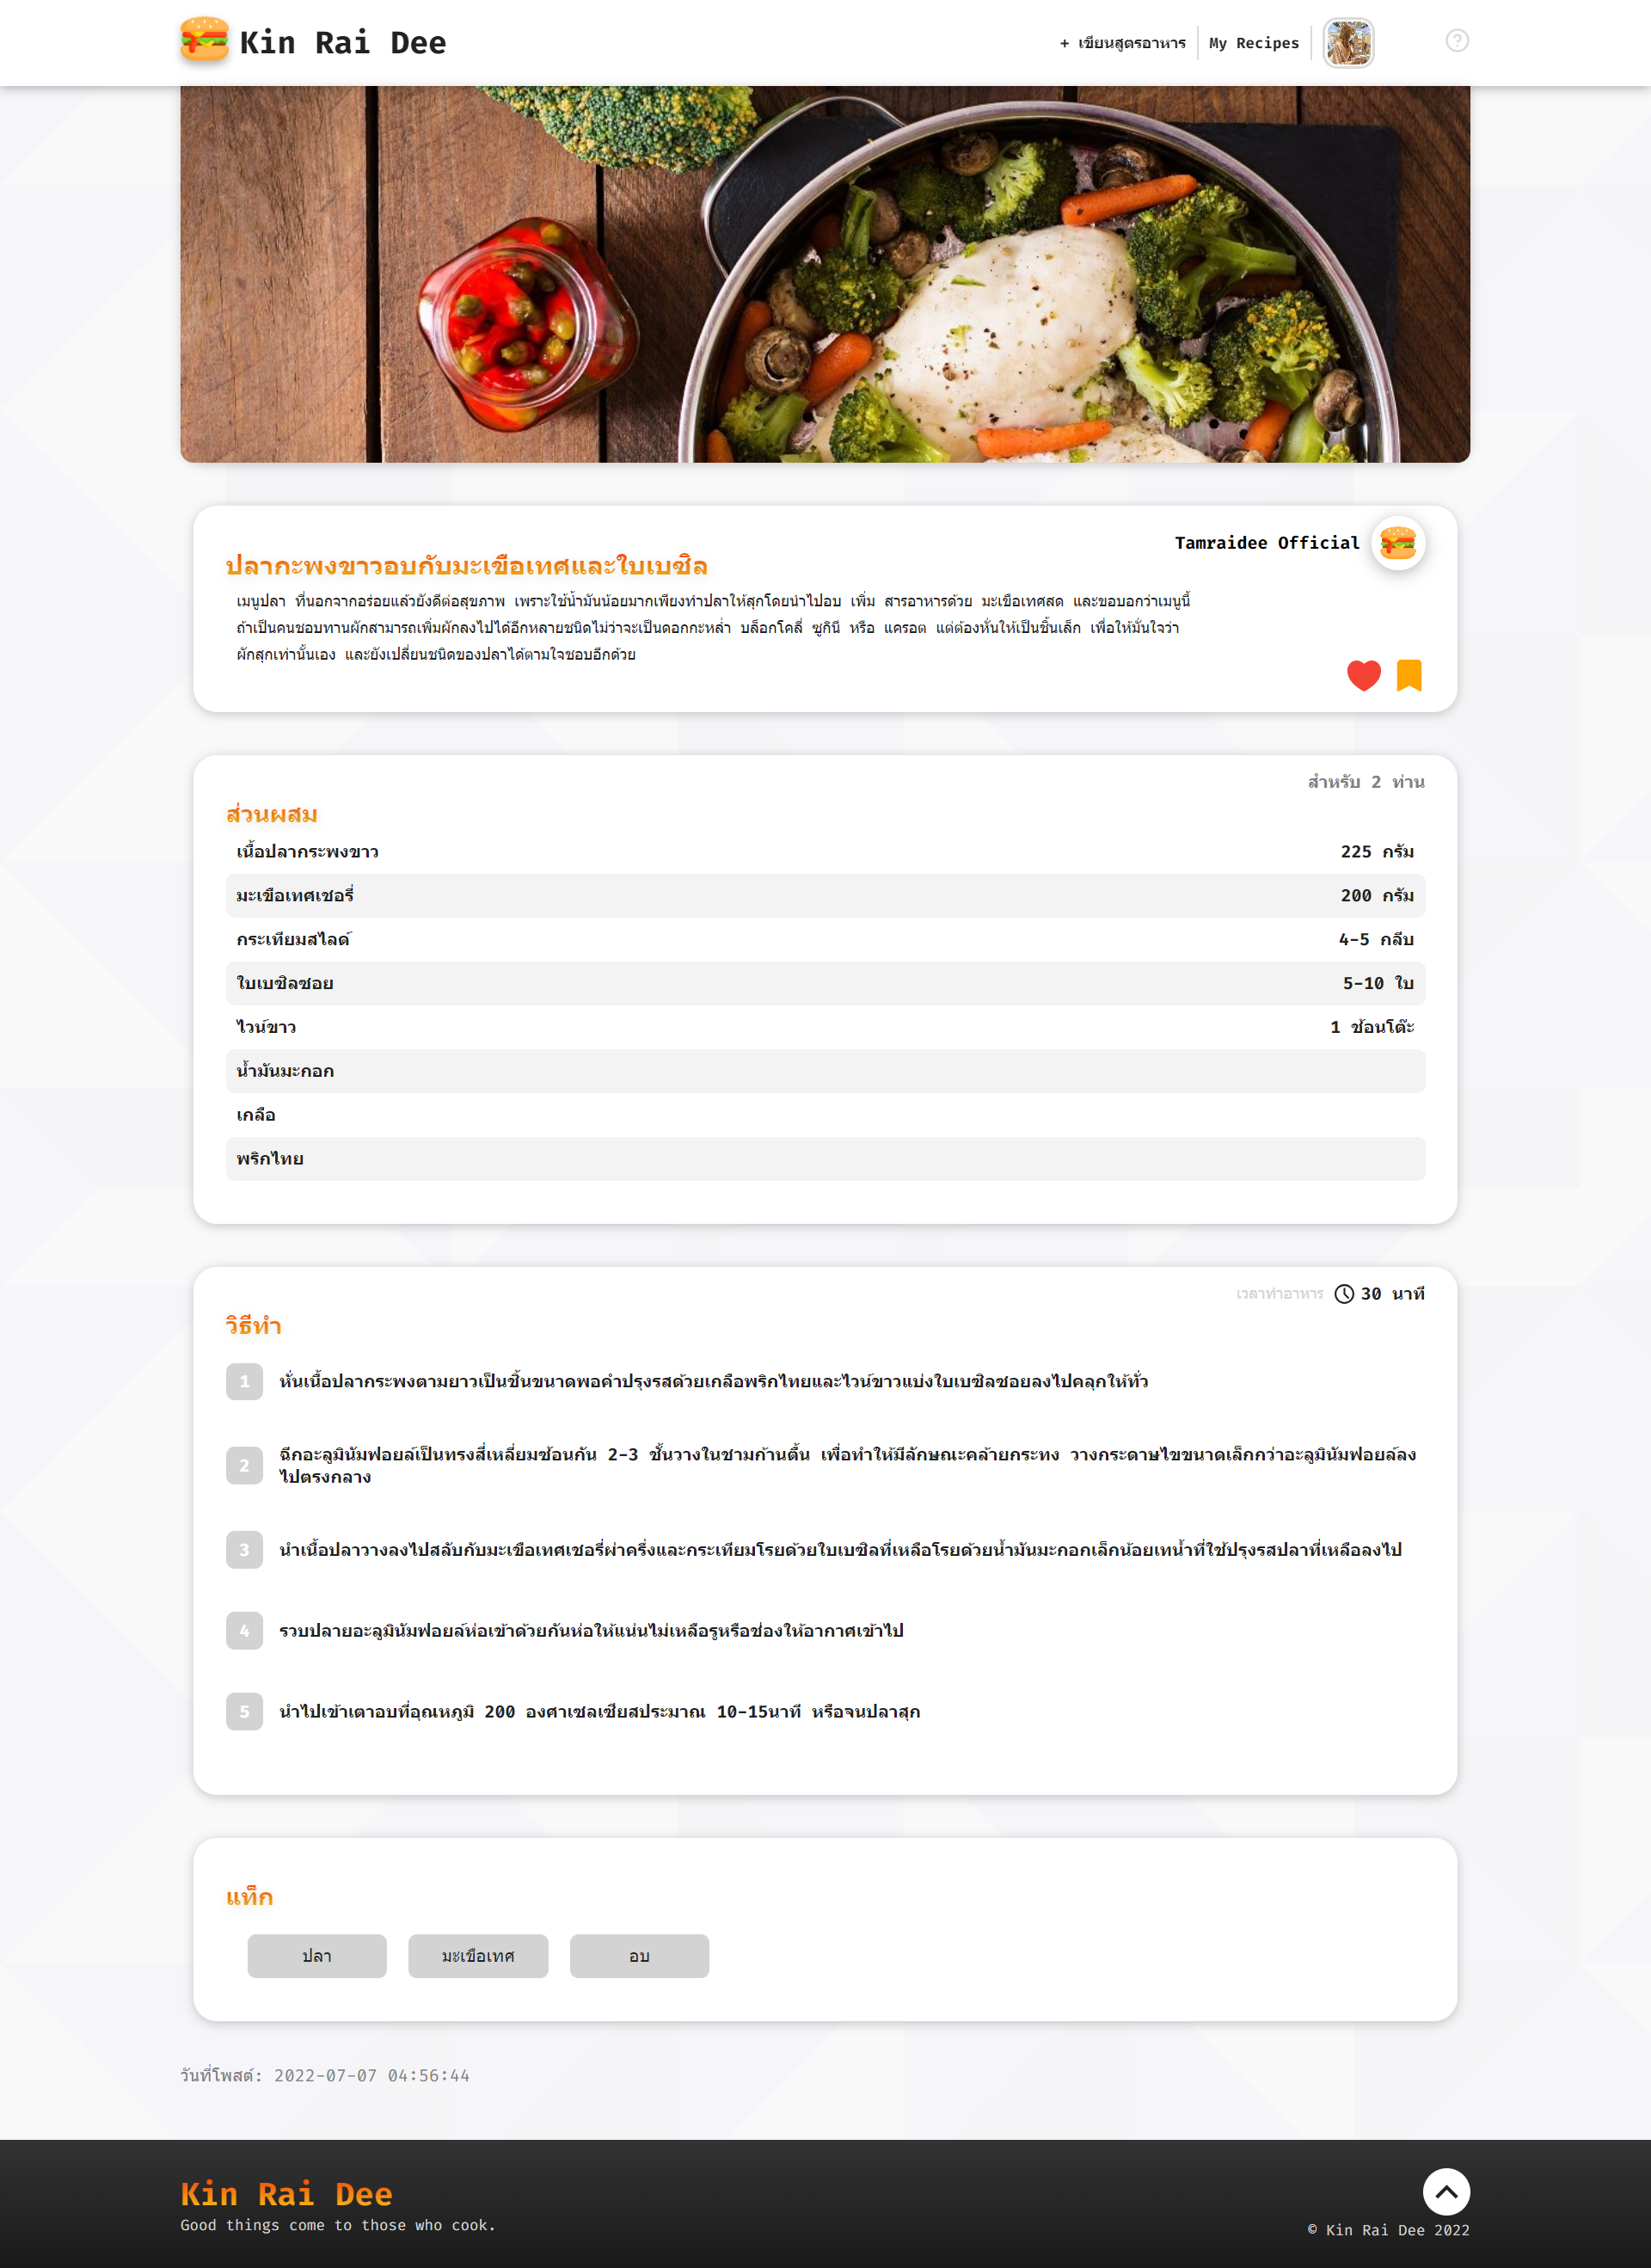 Kin Rai Dee
+ เขียนสูตรอาหาร
My Recipes
Tamraidee Official
ปลากะพงขาวอบกับมะเขือเทศและใบเบซิล
เมนูปลา ที่นอกจากอร่อยแล้วยังดีต่อสุขภาพ เพราะใช้น้ำมันน้อยมากเพียงทำปลาให้สุกโดยนำไปอบ เพิ่ม สารอาหารด้วย มะเขือเทศสด และขอบอกว่าเมนูนี้
ถ้าเป็นคนชอบทานผักสามารถเพิ่มผักลงไปได้อีกหลายชนิดไม่ว่าจะเป็นดอกกะหล่ำ บล็อกโคลี่ ซูกินี หรือ แครอต แต่ต้องหั่นให้เป็นชิ้นเล็ก เพื่อให้มั่นใจว่า
ผักสุกเท่านั้นเอง และยังเปลี่ยนชนิดของปลาได้ตามใจชอบอีกด้วย
สำหรับ 2 ท่าน
ส่วนผสม
เนื้อปลากระพงขาว 225 กรัม
มะเขือเทศเชอรี่ 200 กรัม
กระเทียมสไลด์ 4-5 กลีบ
ใบเบซิลซอย 5-10 ใบ
ไวน์ขาว 1 ช้อนโต๊ะ
น้ำมันมะกอก
เกลือ
พริกไทย
เวลาทำอาหาร 30 นาที
วิธีทำ
1 หั่นเนื้อปลากระพงตามยาวเป็นชิ้นขนาดพอคำปรุงรสด้วยเกลือพริกไทยและไวน์ขาวแบ่งใบเบซิลซอยลงไปคลุกให้ทั่ว
2 ฉีกอะลูมินัมฟอยล์เป็นทรงสี่เหลี่ยมซ้อนกัน 2-3 ชั้นวางในชามก้านตื้น เพื่อทำให้มีลักษณะคล้ายกระทง วางกระดาษไขขนาดเล็กกว่าอะลูมินัมฟอยล์ลง
ไปตรงกลาง
3 นำเนื้อปลาวางลงไปสลับกับมะเขือเทศเชอรี่ผ่าครึ่งและกระเทียมโรยด้วยใบเบซิลที่เหลือโรยด้วยน้ำมันมะกอกเล็กน้อยเทน้ำที่ใช้ปรุงรสปลาที่เหลือลงไป
4 รวบปลายอะลูมินัมฟอยล์ห่อเข้าด้วยกันห่อให้แน่นไม่เหลือรูหรือช่องให้อากาศเข้าไป
5 นำไปเข้าเตาอบที่อุณหภูมิ 200 องศาเซลเซียสประมาณ 10-15นาที หรือจนปลาสุก
แท็ก
ปลา
มะเขือเทศ
อบ
วันที่โพสต์: 2022-07-07 04:56:44
Kin Rai Dee
Good things come to those who cook.
© Kin Rai Dee 2022